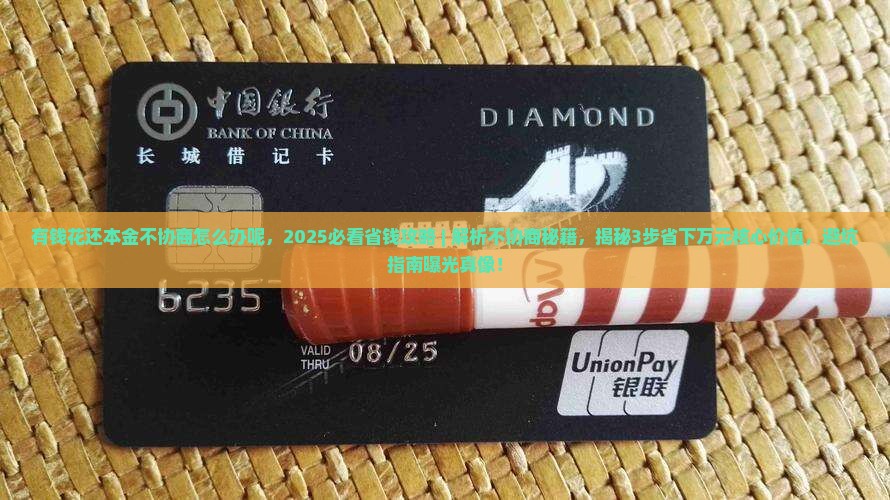 中国银行
BANK OF CHINA
长城借记卡
DIAMOND
有钱花还本金不协商怎么办呢，2025必看省钱攻略 | 解析不协商秘籍，揭秘3步省下万元核心价值，避坑
指南曝光真像！
6235
VALID
THRU
08/25
UnionPay
银联